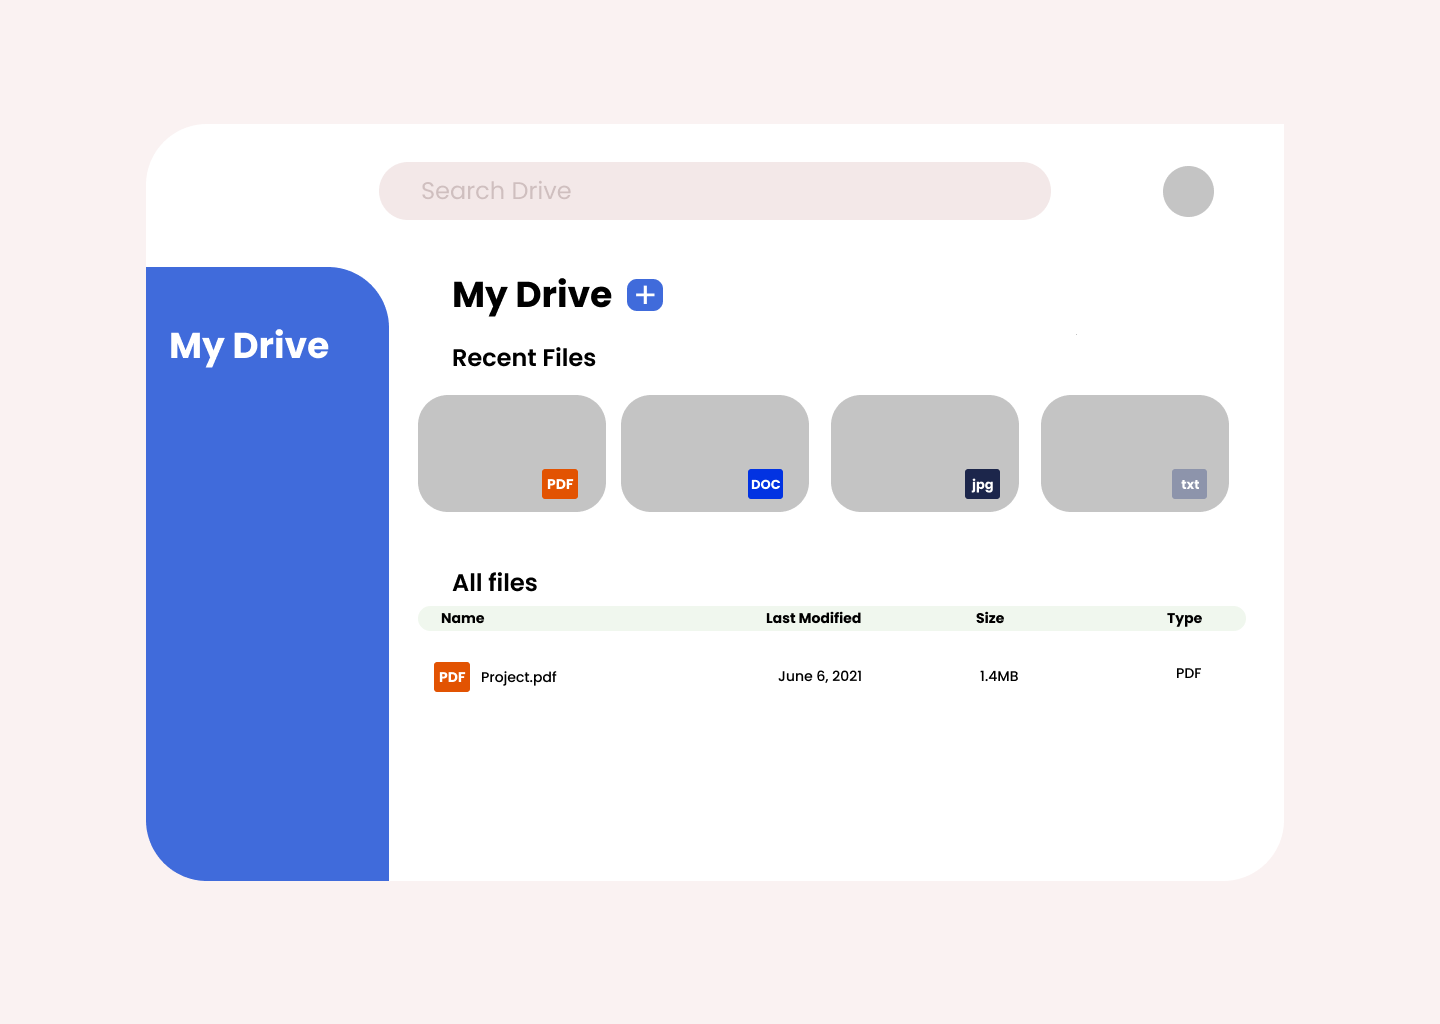 Search Drive
My Drive
My Drive +
Recent Files
PDF DOC jpg txt
All files
Name Last Modified Size Type
PDF Project.pdf June 6, 2021 1.4MB PDF